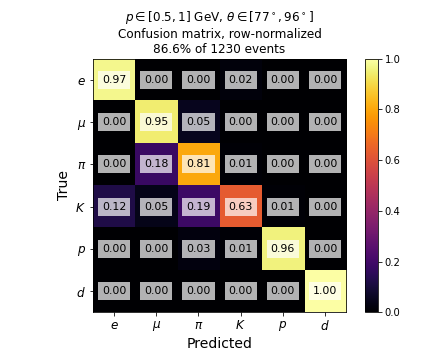 p ∈ [0.5, 1] GeV, θ ∈ [77°, 96°]
Confusion matrix, row-normalized
86.6% of 1230 events
e 0.97 0.00 0.00 0.02 0.00 0.00
μ 0.00 0.95 0.05 0.00 0.00 0.00
π 0.00 0.18 0.81 0.01 0.00 0.00
K 0.12 0.05 0.19 0.63 0.01 0.00
p 0.00 0.00 0.03 0.01 0.96 0.00
d 0.00 0.00 0.00 0.00 0.00 1.00
e μ π K p d
True
Predicted
1.0
0.8
0.6
0.4
0.2
0.0